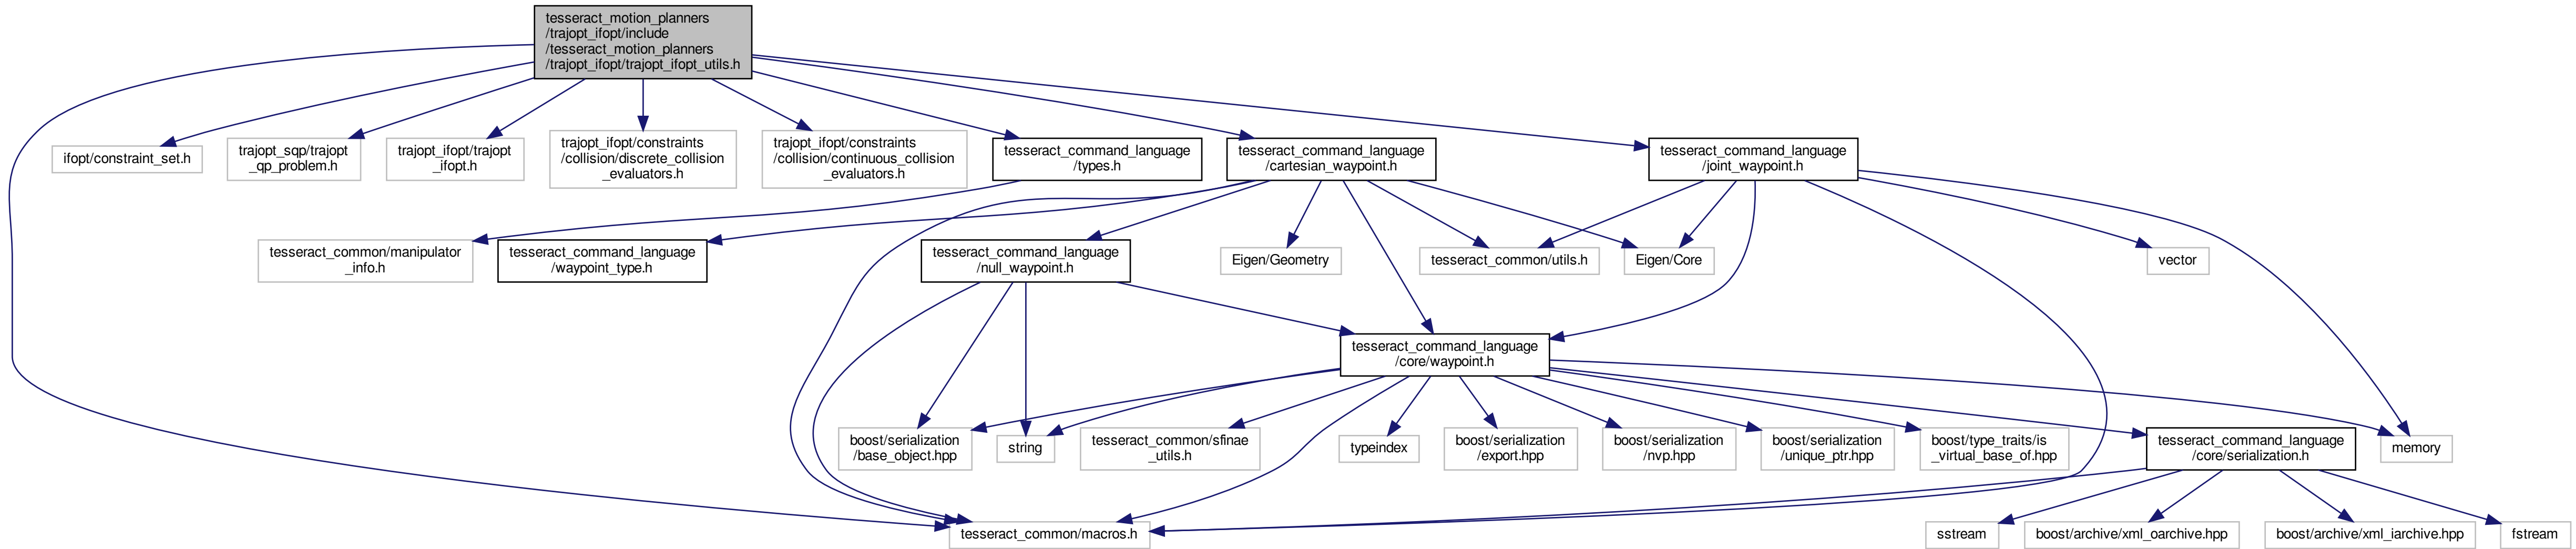 tesseract_motion_planners
/trajopt_ifopt/include
/tesseract_motion_planners
/trajopt_ifopt/trajopt_ifopt_utils.h
ifopt/constraint_set.h
trajopt_sqp/trajopt
_qp_problem.h
trajopt_ifopt/trajopt
_ifopt.h
trajopt_ifopt/constraints
/collision/discrete_collision
_evaluators.h
trajopt_ifopt/constraints
/collision/continuous_collision
_evaluators.h
tesseract_command_language
/types.h
tesseract_command_language
/cartesian_waypoint.h
tesseract_command_language
/joint_waypoint.h
tesseract_common/manipulator
_info.h
tesseract_command_language
/waypoint_type.h
tesseract_command_language
/null_waypoint.h
Eigen/Geometry
tesseract_common/utils.h
Eigen/Core
vector
tesseract_command_language
/core/waypoint.h
boost/serialization
/base_object.hpp
string
tesseract_common/sfinae
_utils.h
typeindex
boost/serialization
/export.hpp
boost/serialization
/nvp.hpp
boost/serialization
/unique_ptr.hpp
boost/type_traits/is
_virtual_base_of.hpp
tesseract_command_language
/core/serialization.h
memory
tesseract_common/macros.h
sstream
boost/archive/xml_oarchive.hpp
boost/archive/xml_iarchive.hpp
fstream